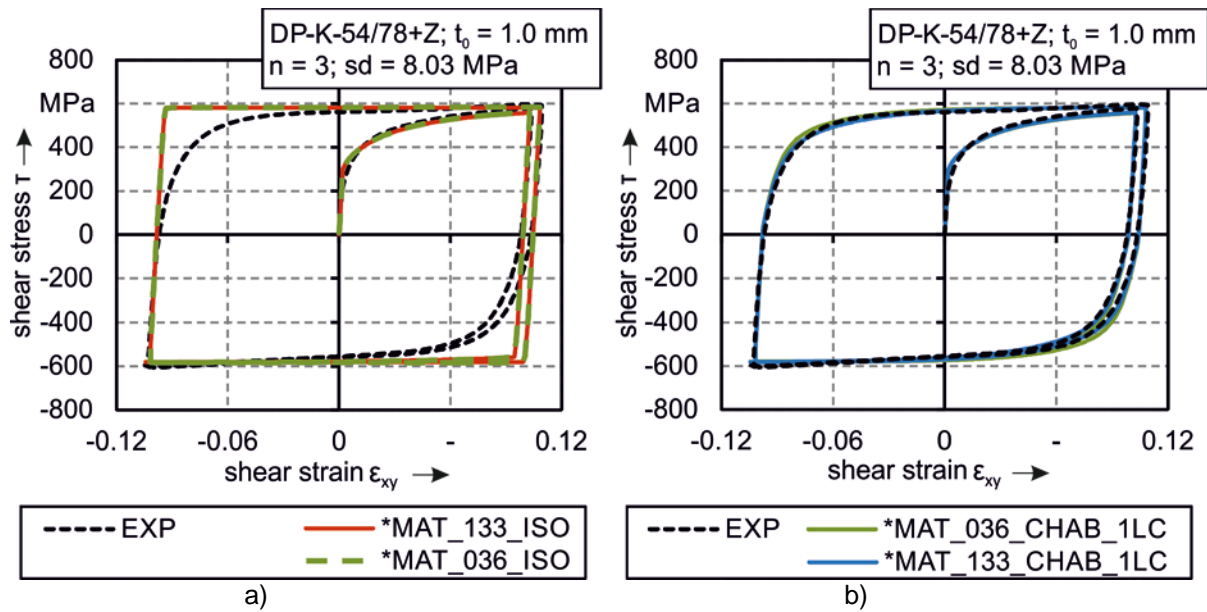 DP-K-54/78+Z; t₀ = 1.0 mm
n = 3; sd = 8.03 MPa
800
MPa
400
200
0
-200
-400
-600
-800
shear stress τ
-0.12
-0.06
0
-
0.12
shear strain ε_xy
EXP
*MAT_133_ISO
*MAT_036_ISO
a)
DP-K-54/78+Z; t₀ = 1.0 mm
n = 3; sd = 8.03 MPa
800
MPa
400
200
0
-200
-400
-600
-800
shear stress τ
-0.12
-0.06
0
-
0.12
shear strain ε_xy
EXP
*MAT_036_CHAB_1LC
*MAT_133_CHAB_1LC
b)